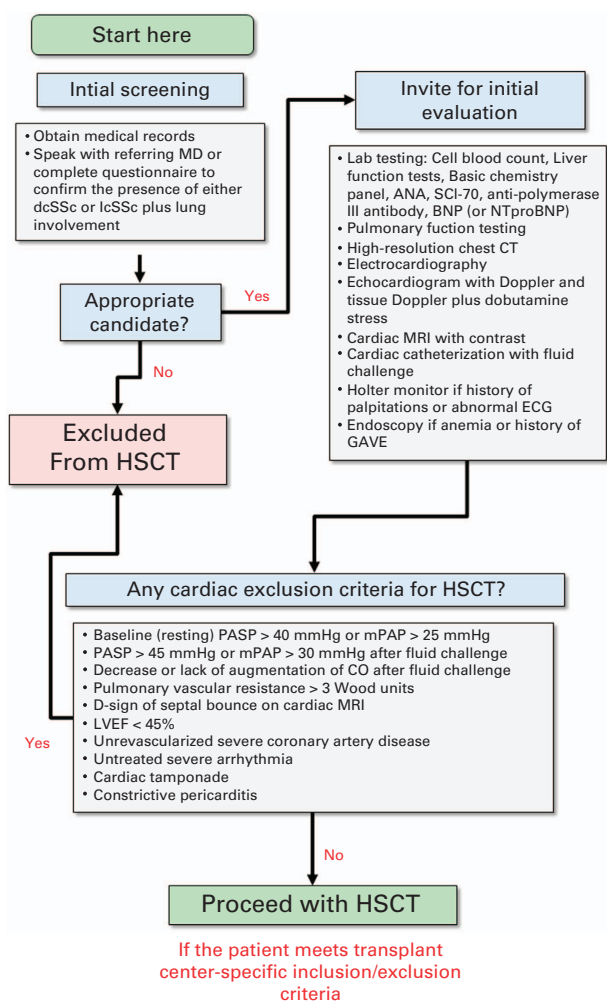 Start here
Intial screening
• Obtain medical records
• Speak with referring MD or
complete questionnaire to
confirm the presence of either
dcSSc or lcSSc plus lung
involvement
Appropriate
candidate?
Yes
No
Excluded
From HSCT
Invite for initial
evaluation
• Lab testing: Cell blood count, Liver
function tests, Basic chemistry
panel, ANA, SCl-70, anti-polymerase
III antibody, BNP (or NTproBNP)
• Pulmonary fuction testing
• High-resolution chest CT
• Electrocardiography
• Echocardiogram with Doppler and
tissue Doppler plus dobutamine
stress
• Cardiac MRI with contrast
• Cardiac catheterization with fluid
challenge
• Holter monitor if history of
palpitations or abnormal ECG
• Endoscopy if anemia or history of
GAVE
Any cardiac exclusion criteria for HSCT?
• Baseline (resting) PASP > 40 mmHg or mPAP > 25 mmHg
• PASP > 45 mmHg or mPAP > 30 mmHg after fluid challenge
• Decrease or lack of augmentation of CO after fluid challenge
• Pulmonary vascular resistance > 3 Wood units
• D-sign of septal bounce on cardiac MRI
• LVEF < 45%
• Unrevascularized severe coronary artery disease
• Untreated severe arrhythmia
• Cardiac tamponade
• Constrictive pericarditis
Yes
No
Proceed with HSCT
If the patient meets transplant
center-specific inclusion/exclusion
criteria